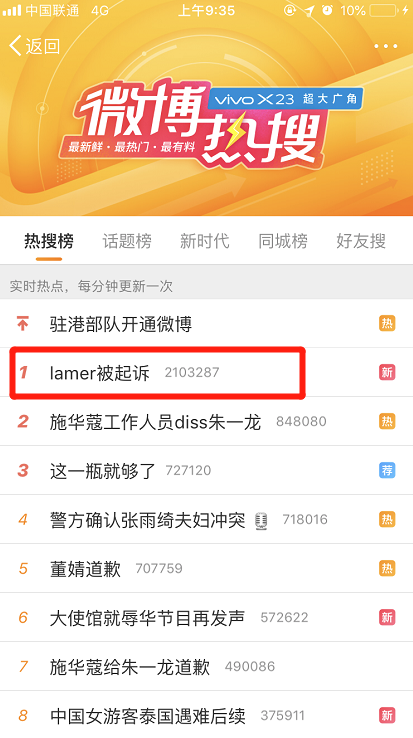 中国联通 4G 上午9:35 10%
返回
微博热搜
vivo X23 超大广角
最新鲜·最热门·最有料
热搜榜 话题榜 新时代 同城榜 好友搜
实时热点，每分钟更新一次
驻港部队开通微博 热
1 lamer被起诉 2103287 新
2 施华蔻工作人员diss朱一龙 848080 热
3 这一瓶就够了 727120 荐
4 警方确认张雨绮夫妇冲突 718016 热
5 董婧道歉 707759 热
6 大使馆就辱华节目再发声 572622 新
7 施华蔻给朱一龙道歉 490086
8 中国女游客泰国遇难后续 375911 新